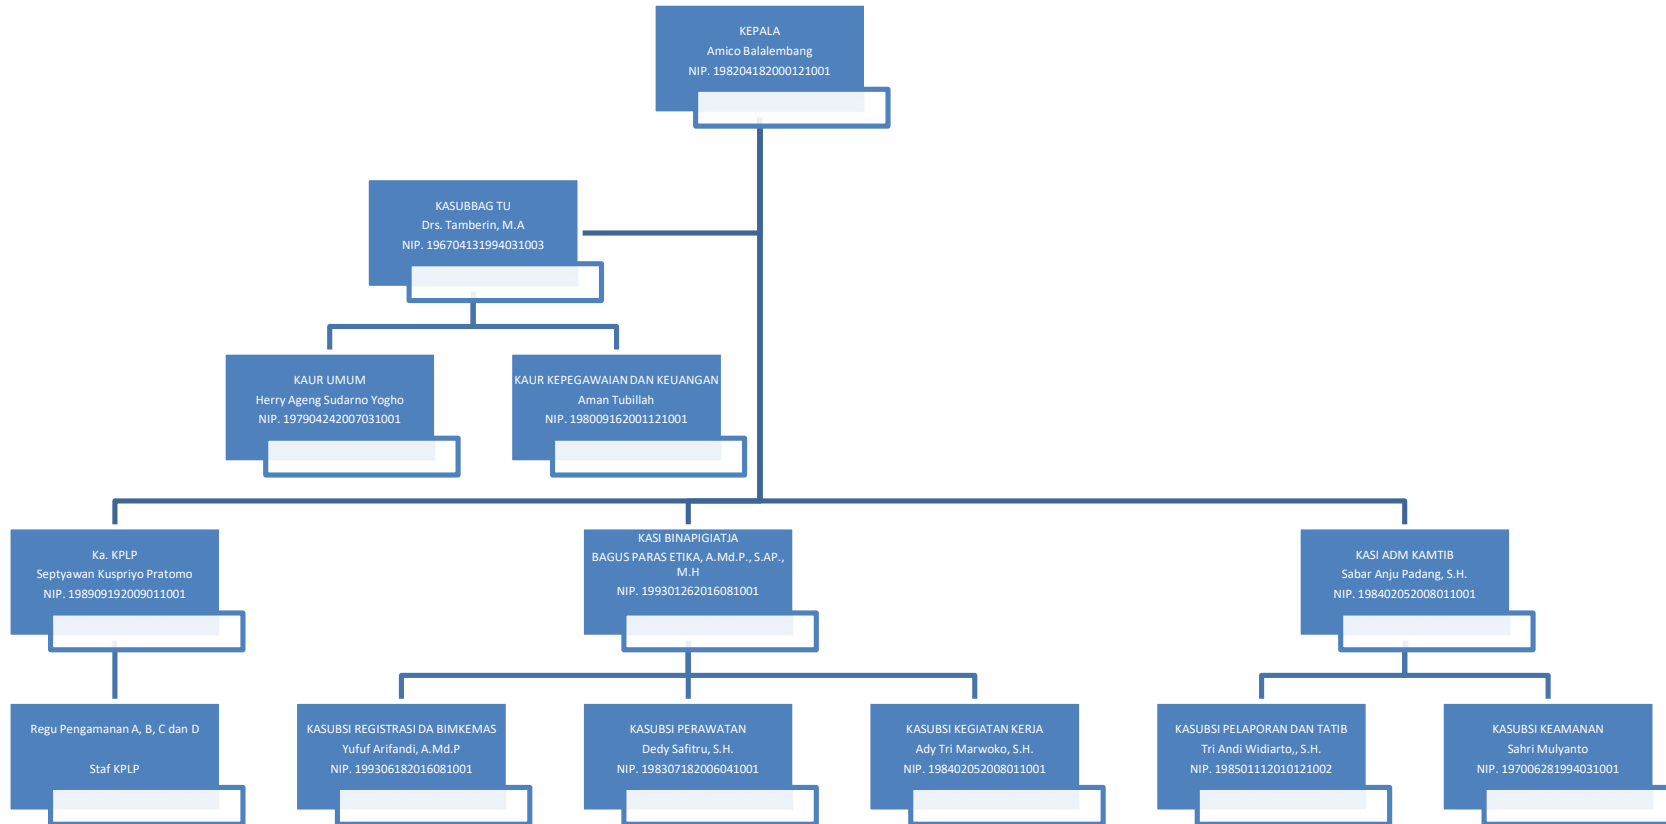 KEPALA
Amico Balalembang
NIP. 198204182000121001
KASUBBAG TU
Drs. Tamberin, M.A
NIP. 196704131994031003
KAUR UMUM
Herry Ageng Sudarno Yogho
NIP. 197904242007031001
KAUR KEPEGAWAIAN DAN KEUANGAN
Aman Tubillah
NIP. 198009162001121001
Ka. KPLP
Septyawan Kuspriyo Pratomo
NIP. 198909192009011001
KASI BINAPIGIATJA
BAGUS PARAS ETIKA, A.Md.P., S.AP.,
M.H
NIP. 199301262016081001
KASI ADM KAMTIB
Sabar Anju Padang, S.H.
NIP. 198402052008011001
Regu Pengamanan A, B, C dan D
Staf KPLP
KASUBSI REGISTRASI DA BIMKEMAS
Yufuf Arifandi, A.Md.P
NIP. 199306182016081001
KASUBSI PERAWATAN
Dedy Safitru, S.H.
NIP. 198307182006041001
KASUBSI KEGIATAN KERJA
Ady Tri Marwoko, S.H.
NIP. 198402052008011001
KASUBSI PELAPORAN DAN TATIB
Tri Andi Widiarto,, S.H.
NIP. 198501112010121002
KASUBSI KEAMANAN
Sahri Mulyanto
NIP. 197006281994031001